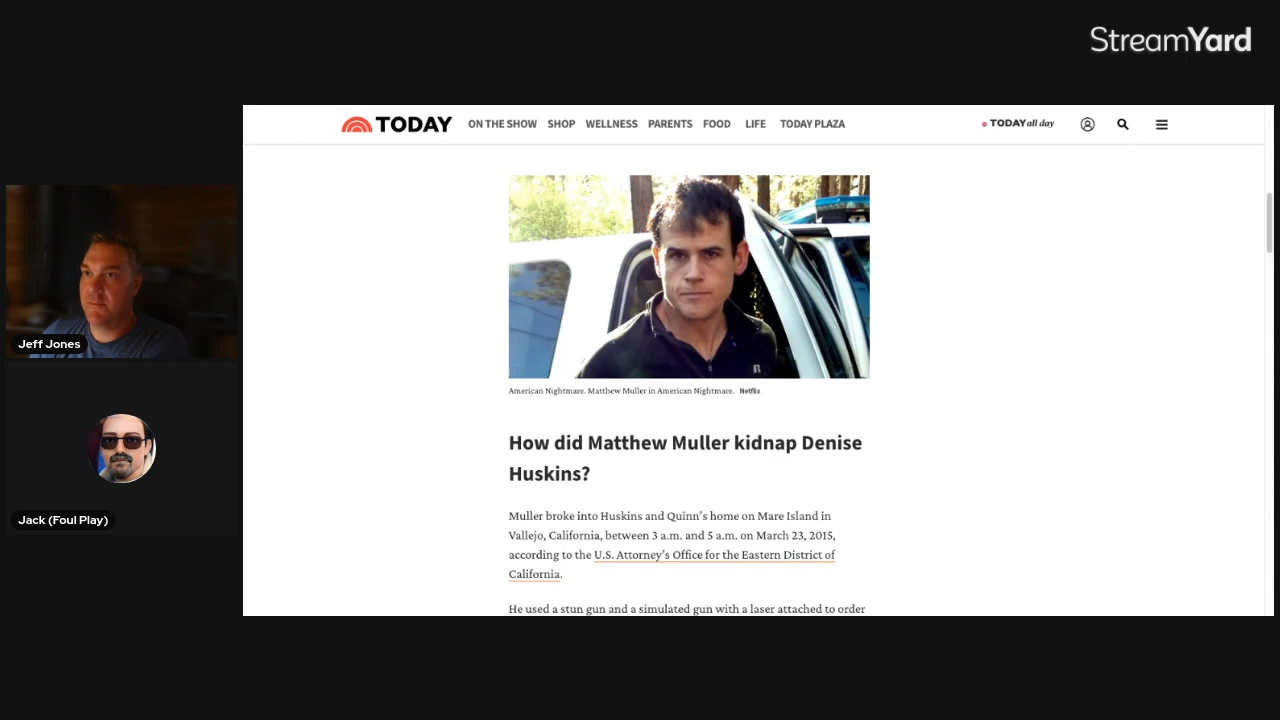 StreamYard
TODAY ON THE SHOW SHOP WELLNESS PARENTS FOOD LIFE TODAY PLAZA TODAY all day
American Nightmare. Matthew Muller in American Nightmare. Netflix
R
How did Matthew Muller kidnap Denise
Huskins?
Muller broke into Huskins and Quinn's home on Mare Island in
Vallejo, California, between 3 a.m. and 5 a.m. on March 23, 2015,
according to the U.S. Attorney's Office for the Eastern District of
California.
He used a stun gun and a simulated gun with a laser attached to order
Jeff Jones
Jack (Foul Play)